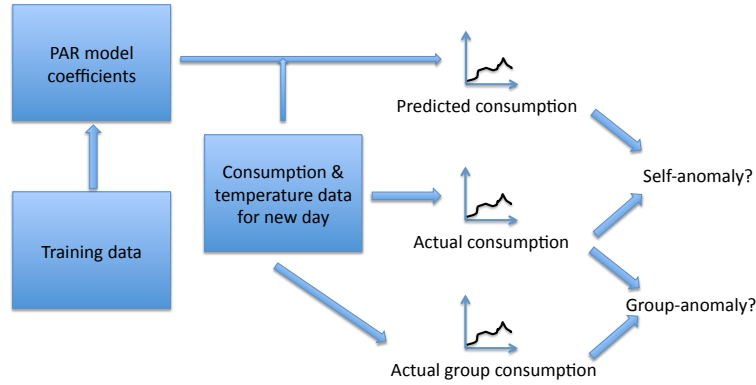 PAR model
coefficients
Predicted consumption
Consumption &
temperature data
for new day
Self-anomaly?
Training data
Actual consumption
Group-anomaly?
Actual group consumption